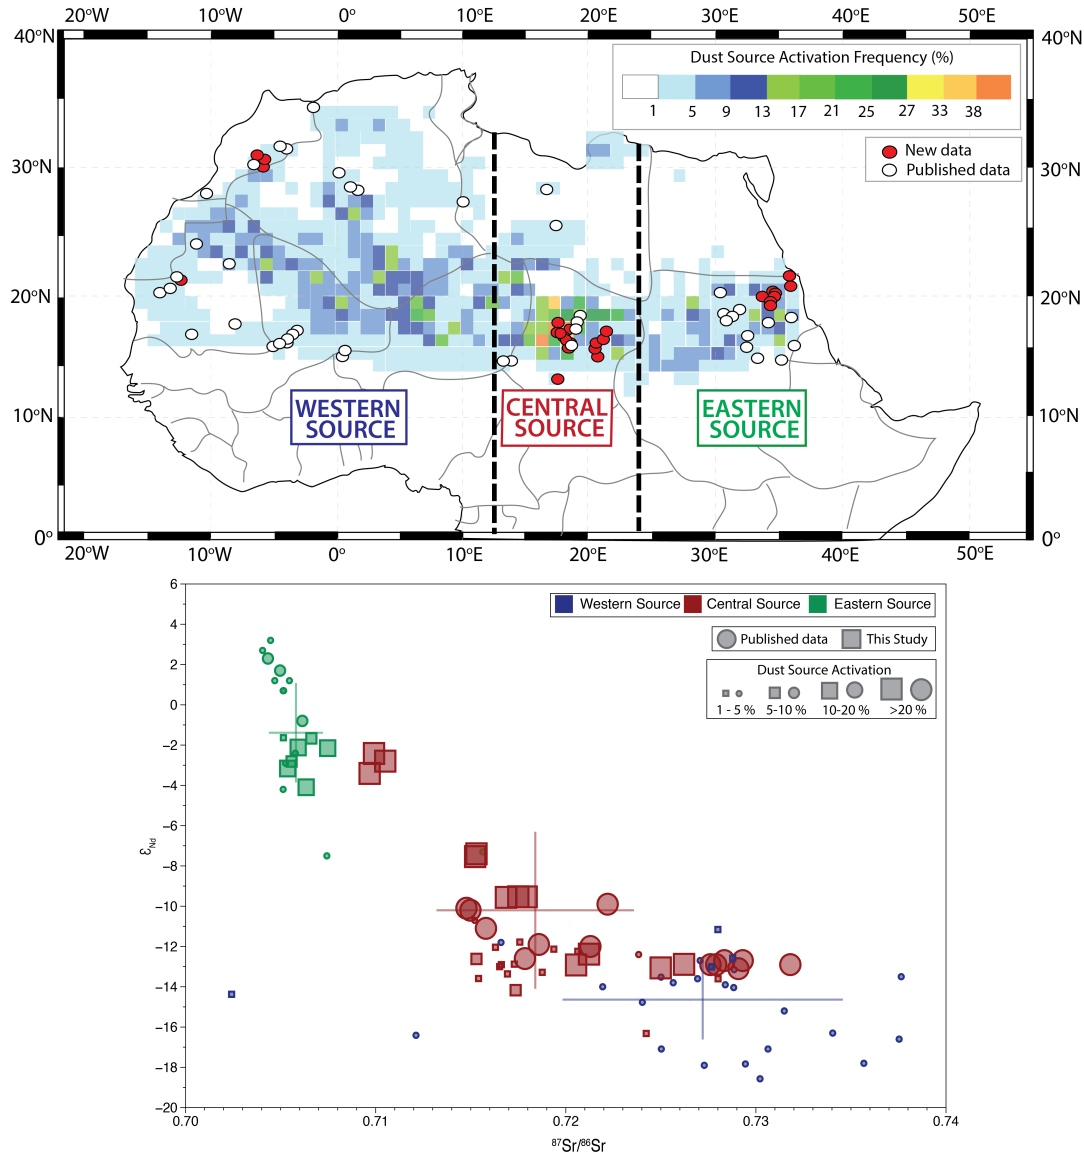 20°W 10°W 0° 10°E 20°E 30°E 40°E 50°E
40°N 40°N
Dust Source Activation Frequency (%)
1 5 9 13 17 21 25 27 33 38
New data
Published data
30°N 30°N
20°N 20°N
10°N 10°N
WESTERN
SOURCE
CENTRAL
SOURCE
EASTERN
SOURCE
0° 0°
20°W 10°W 0° 10°E 20°E 30°E 40°E 50°E
Western Source Central Source Eastern Source
Published data This Study
Dust Source Activation
1 - 5 % 5-10 % 10-20 % >20 %
6
4
2
0
−2
−4
−6
−8
−10
−12
−14
−16
−18
−20
εNd
0.70 0.71 0.72 0.73 0.74
⁸⁷Sr/⁸⁶Sr